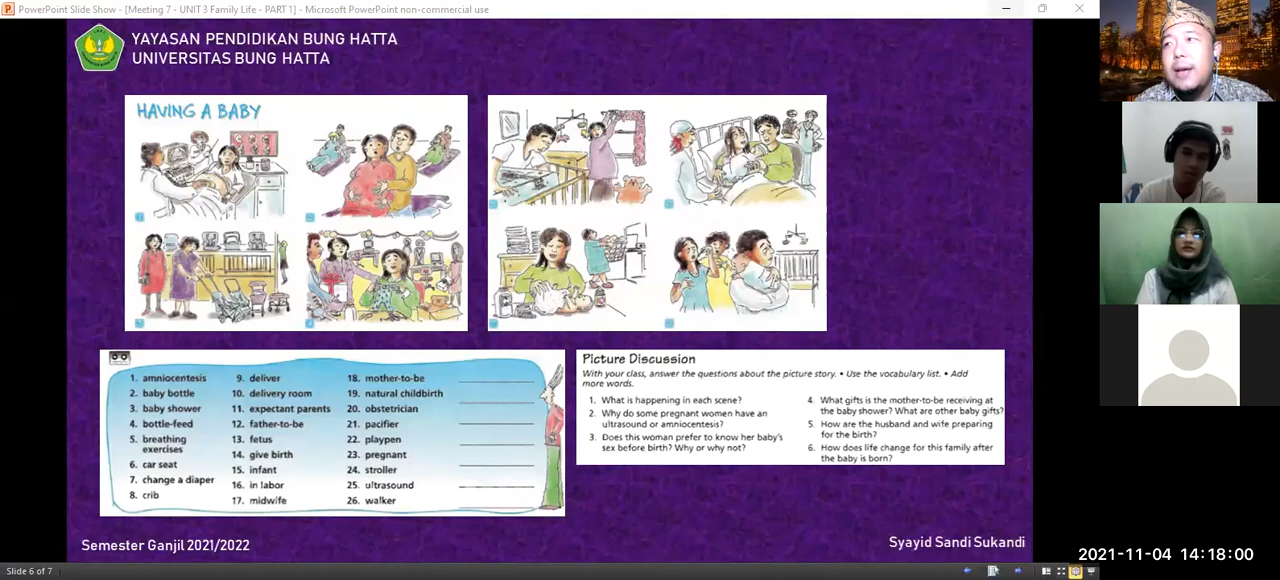 PowerPoint Slide Show - [Meeting 7 - UNIT 3 Family Life - PART 1] - Microsoft PowerPoint non-commercial use
YAYASAN PENDIDIKAN BUNG HATTA
UNIVERSITAS BUNG HATTA
HAVING A BABY
1. amniocentesis
2. baby bottle
3. baby shower
4. bottle-feed
5. breathing
exercises
6. car seat
7. change a diaper
8. crib
9. deliver
10. delivery room
11. expectant parents
12. father-to-be
13. fetus
14. give birth
15. infant
16. in labor
17. midwife
18. mother-to-be
19. natural childbirth
20. obstetrician
21. pacifier
22. playpen
23. pregnant
24. stroller
25. ultrasound
26. walker
Picture Discussion
With your class, answer the questions about the picture story. • Use the vocabulary list. • Add
more words.
1. What is happening in each scene?
2. Why do some pregnant women have an
ultrasound or amniocentesis?
3. Does this woman prefer to know her baby's
sex before birth? Why or why not?
4. What gifts is the mother-to-be receiving at
the baby shower? What are other baby gifts?
5. How are the husband and wife preparing
for the birth?
6. How does life change for this family after
the baby is born?
Semester Ganjil 2021/2022
Syayid Sandi Sukandi
2021-11-04 14:18:00
Slide 6 of 7